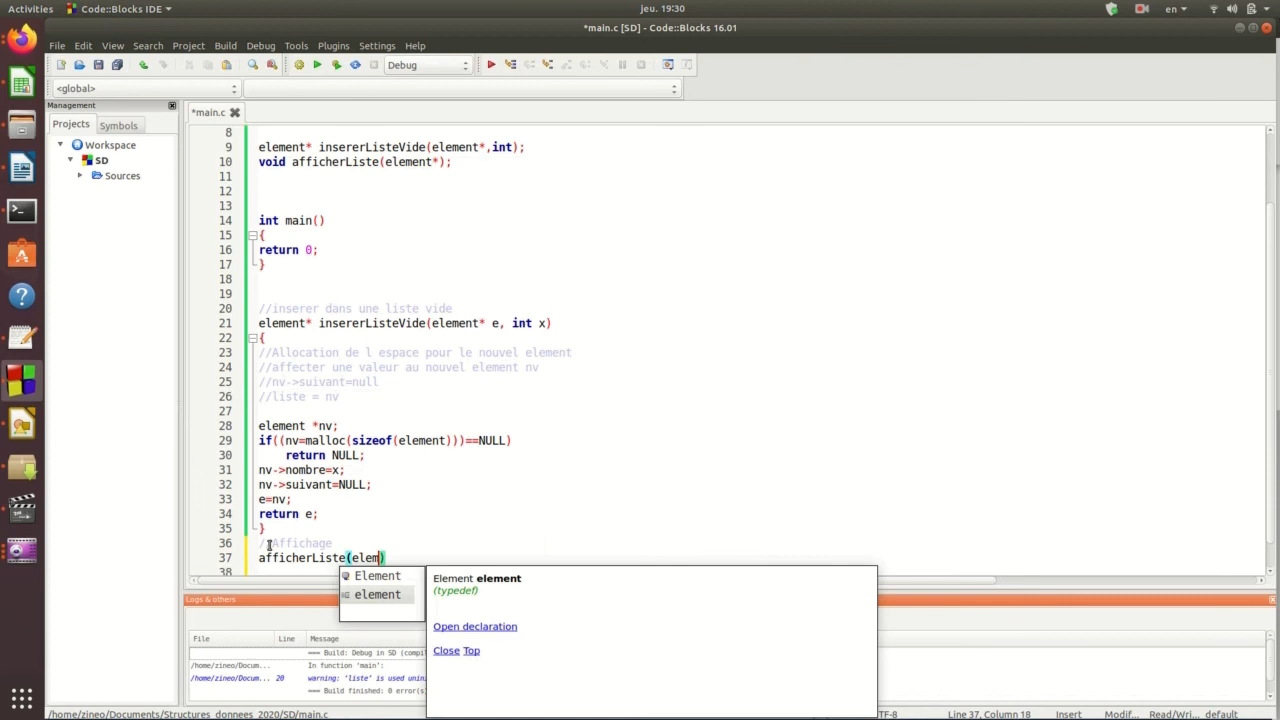 Activities Code::Blocks IDE jeu. 19:30 en
*main.c [SD] - Code::Blocks 16.01
File Edit View Search Project Build Debug Tools Plugins Settings Help
Debug
<global>
Management
Projects Symbols
Workspace
SD
Sources
*main.c
8
9 element* insererListeVide(element*,int);
10 void afficherListe(element*);
11
12
13
14 int main()
15 {
16 return 0;
17 }
18
19
20 //inserer dans une liste vide
21 element* insererListeVide(element* e, int x)
22 {
23 //Allocation de l espace pour le nouvel element
24 //affecter une valeur au nouvel element nv
25 //nv->suivant=null
26 //liste = nv
27
28 element *nv;
29 if((nv=malloc(sizeof(element)))==NULL)
30 return NULL;
31 nv->nombre=x;
32 nv->suivant=NULL;
33 e=nv;
34 return e;
35 }
36 //Affichage
37 afficherListe(elem)
38
Element
element
Element element
(typedef)
Open declaration
Close Top
Logs & others
File Line Message
=== Build: Debug in SD (compi
/home/zineo/Docum... In function 'main':
/home/zineo/Docum... 20 warning: 'liste' is used unin
=== Build finished: 0 error(s
/home/zineo/Documents/Structures_donnees_2020/SD/main.c TF-8 Line 37, Column 18 Insert Modif... Read/Wri... default